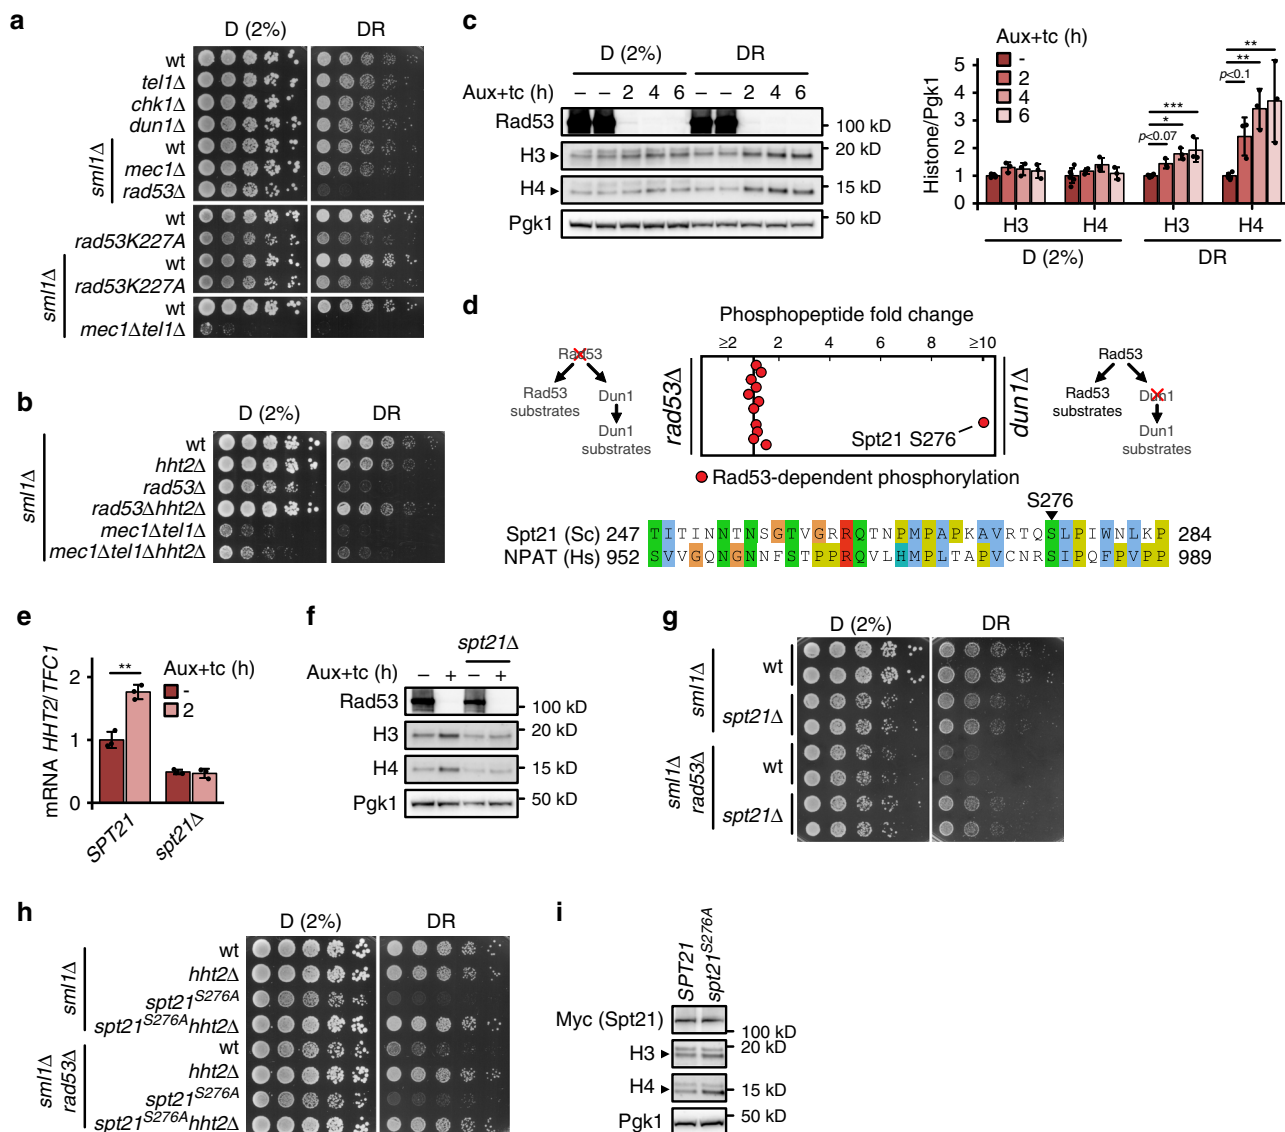 a
D (2%) DR
wt
tel1Δ
chk1Δ
dun1Δ
wt
mec1Δ
rad53Δ
sml1Δ
wt
rad53K227A
wt
rad53K227A
wt
mec1Δtel1Δ
sml1Δ
b
D (2%) DR
wt
hht2Δ
rad53Δ
rad53Δhht2Δ
mec1Δtel1Δ
mec1Δtel1Δhht2Δ
sml1Δ
c
D (2%) DR
Aux+tc (h) – – 2 4 6 – – 2 4 6
Rad53 100 kD
H3 20 kD
H4 15 kD
Pgk1 50 kD
Aux+tc (h)
-
2
4
6
Histone/Pgk1
5
4
3
2
1
0
p<0.07 * ***
p<0.1 ** **
H3 H4 H3 H4
D (2%) DR
d
Phosphopeptide fold change
≥2 2 4 6 8 ≥10
Rad53
Rad53 substrates
Dun1
Dun1 substrates
rad53Δ
Spt21 S276
dun1Δ
Rad53
Rad53 substrates
Dun1
Dun1 substrates
Rad53-dependent phosphorylation
S276
Spt21 (Sc) 247 TITINNTNSGTVGRRQTNPMPAPKAVRTQSLPIWNLKP 284
NPAT (Hs) 952 SVVGQNGNNFSTPPRQVLHMPLTAPVCNRSIPQFPVPP 989
e
mRNA HHT2/TFC1
2
1
0
**
Aux+tc (h)
-
2
SPT21 spt21Δ
f
spt21Δ
Aux+tc (h) – + – +
Rad53 100 kD
H3 20 kD
H4 15 kD
Pgk1 50 kD
g
D (2%) DR
wt
spt21Δ
sml1Δ
wt
spt21Δ
sml1Δ rad53Δ
h
D (2%) DR
wt
hht2Δ
spt21S276A
spt21S276Ahht2Δ
sml1Δ
wt
hht2Δ
spt21S276A
spt21S276Ahht2Δ
sml1Δ rad53Δ
i
SPT21 spt21S276A
Myc (Spt21) 100 kD
H3 20 kD
H4 15 kD
Pgk1 50 kD